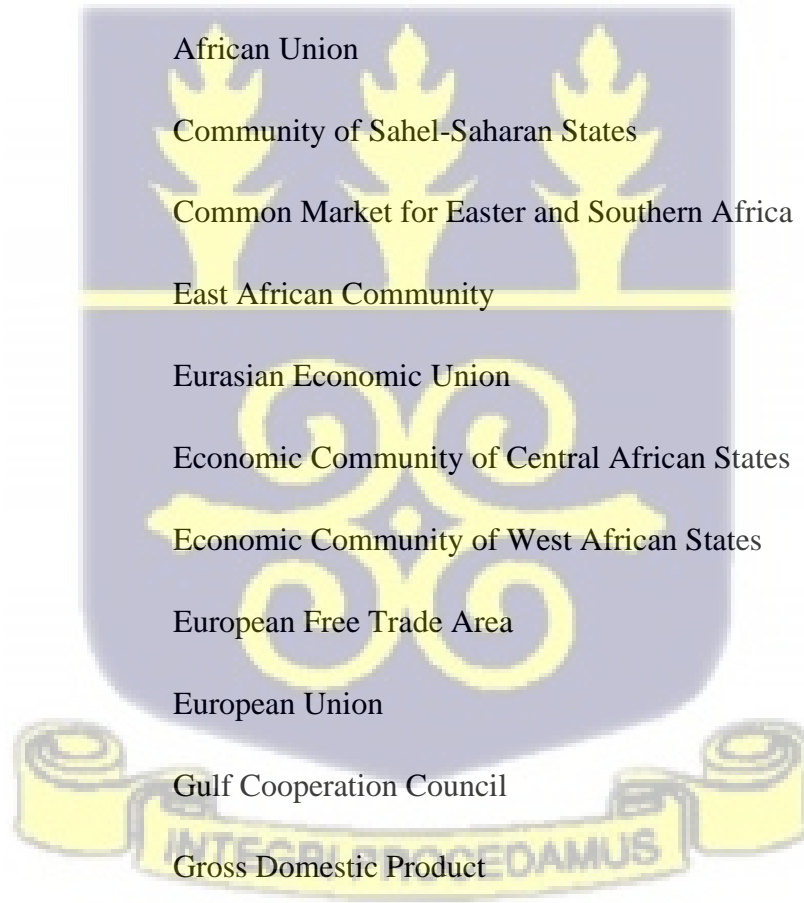 African Union
Community of Sahel-Saharan States
Common Market for Easter and Southern Africa
East African Community
Eurasian Economic Union
Economic Community of Central African States
Economic Community of West African States
European Free Trade Area
European Union
Gulf Cooperation Council
INTEGRI PROCEDAMUS
Gross Domestic Product